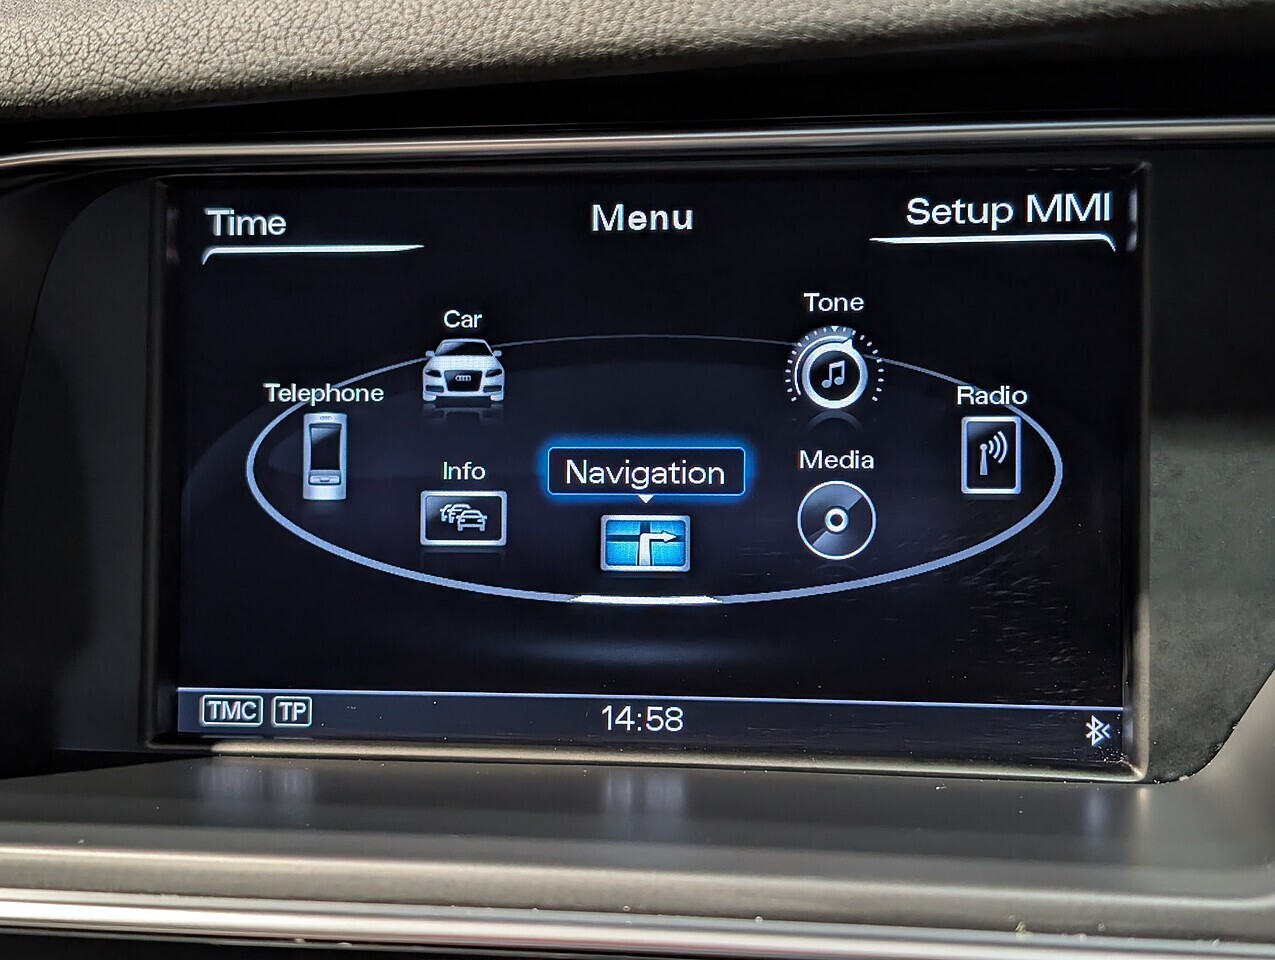 Time
Menu
Setup MMI
Car
Tone
Telephone
Radio
Info
Navigation
Media
TMC TP
14:58